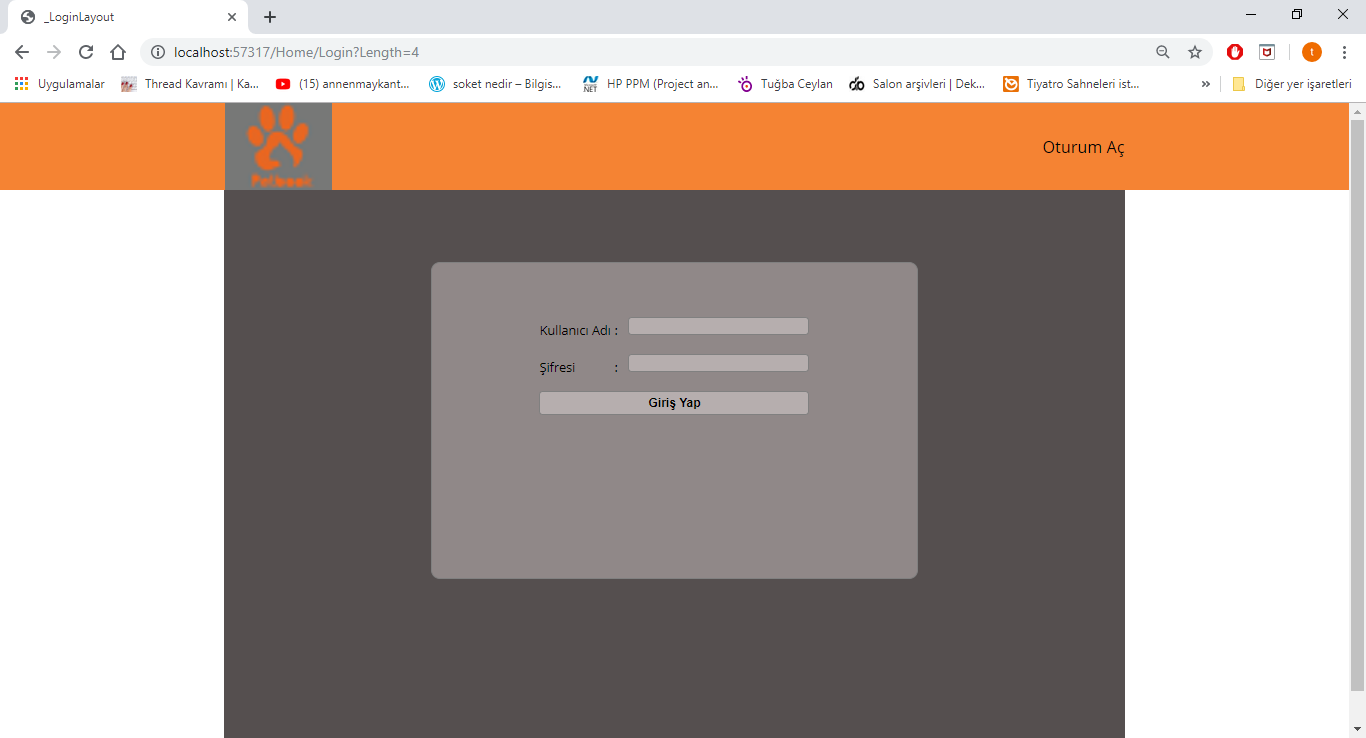 _LoginLayout
localhost:57317/Home/Login?Length=4
t
Uygulamalar
Thread Kavramı | Ka...
(15) annenmaykant...
soket nedir – Bilgis...
NET
HP PPM (Project an...
Tuğba Ceylan
Salon arşivleri | Dek...
Tiyatro Sahneleri ist...
»
Diğer yer işaretleri
Petbook
Oturum Aç
Kullanıcı Adı :
Şifresi :
Giriş Yap